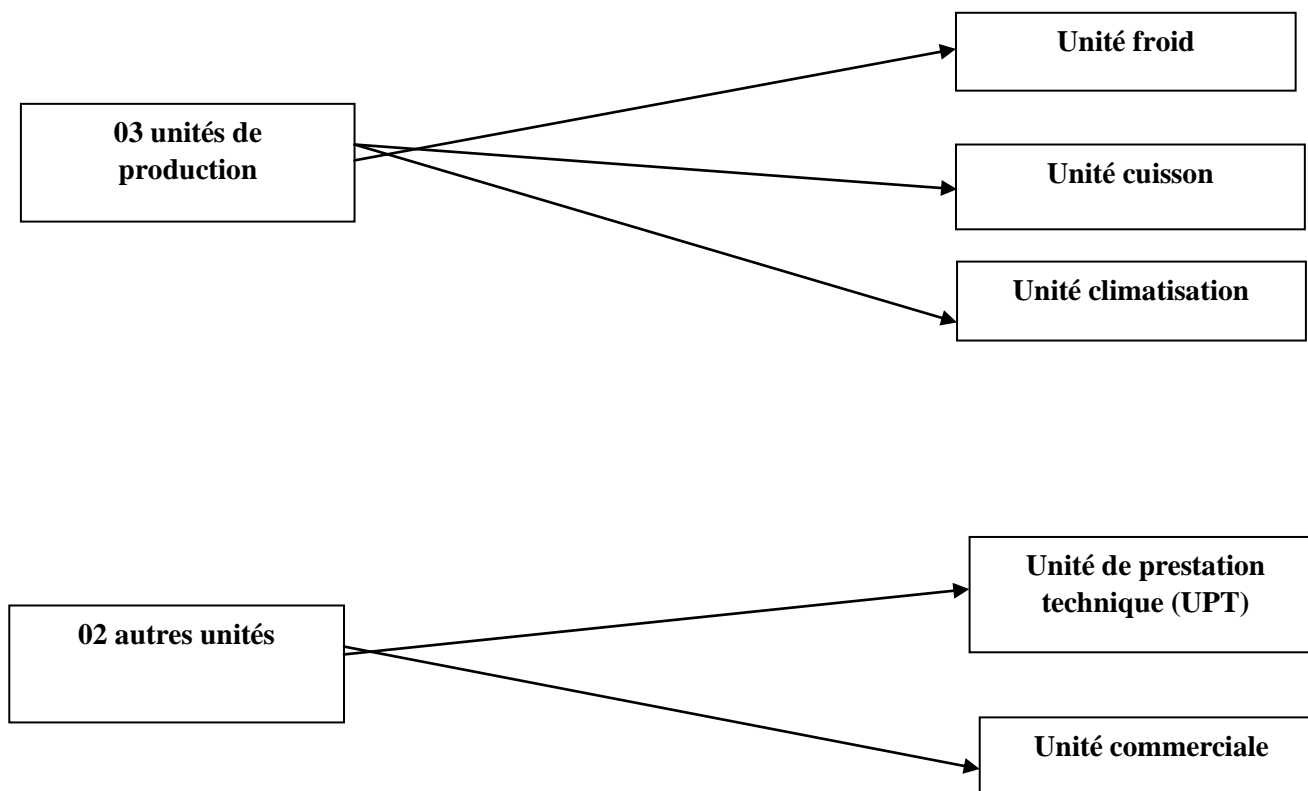 Unité froid
03 unités de
production
Unité cuisson
Unité climatisation
Unité de prestation
technique (UPT)
02 autres unités
Unité commerciale